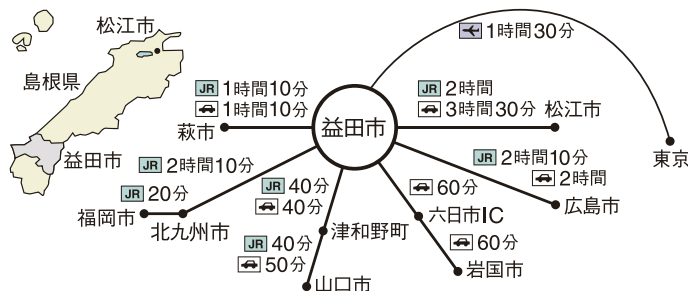 松江市
島根県
益田市
1時間30分
東京
益田市
JR 1時間10分
1時間10分
萩市
JR 2時間
3時間30分
松江市
JR 2時間10分
JR 20分
福岡市
北九州市
JR 40分
40分
津和野町
JR 40分
50分
山口市
60分
六日市IC
60分
岩国市
JR 2時間10分
2時間
広島市